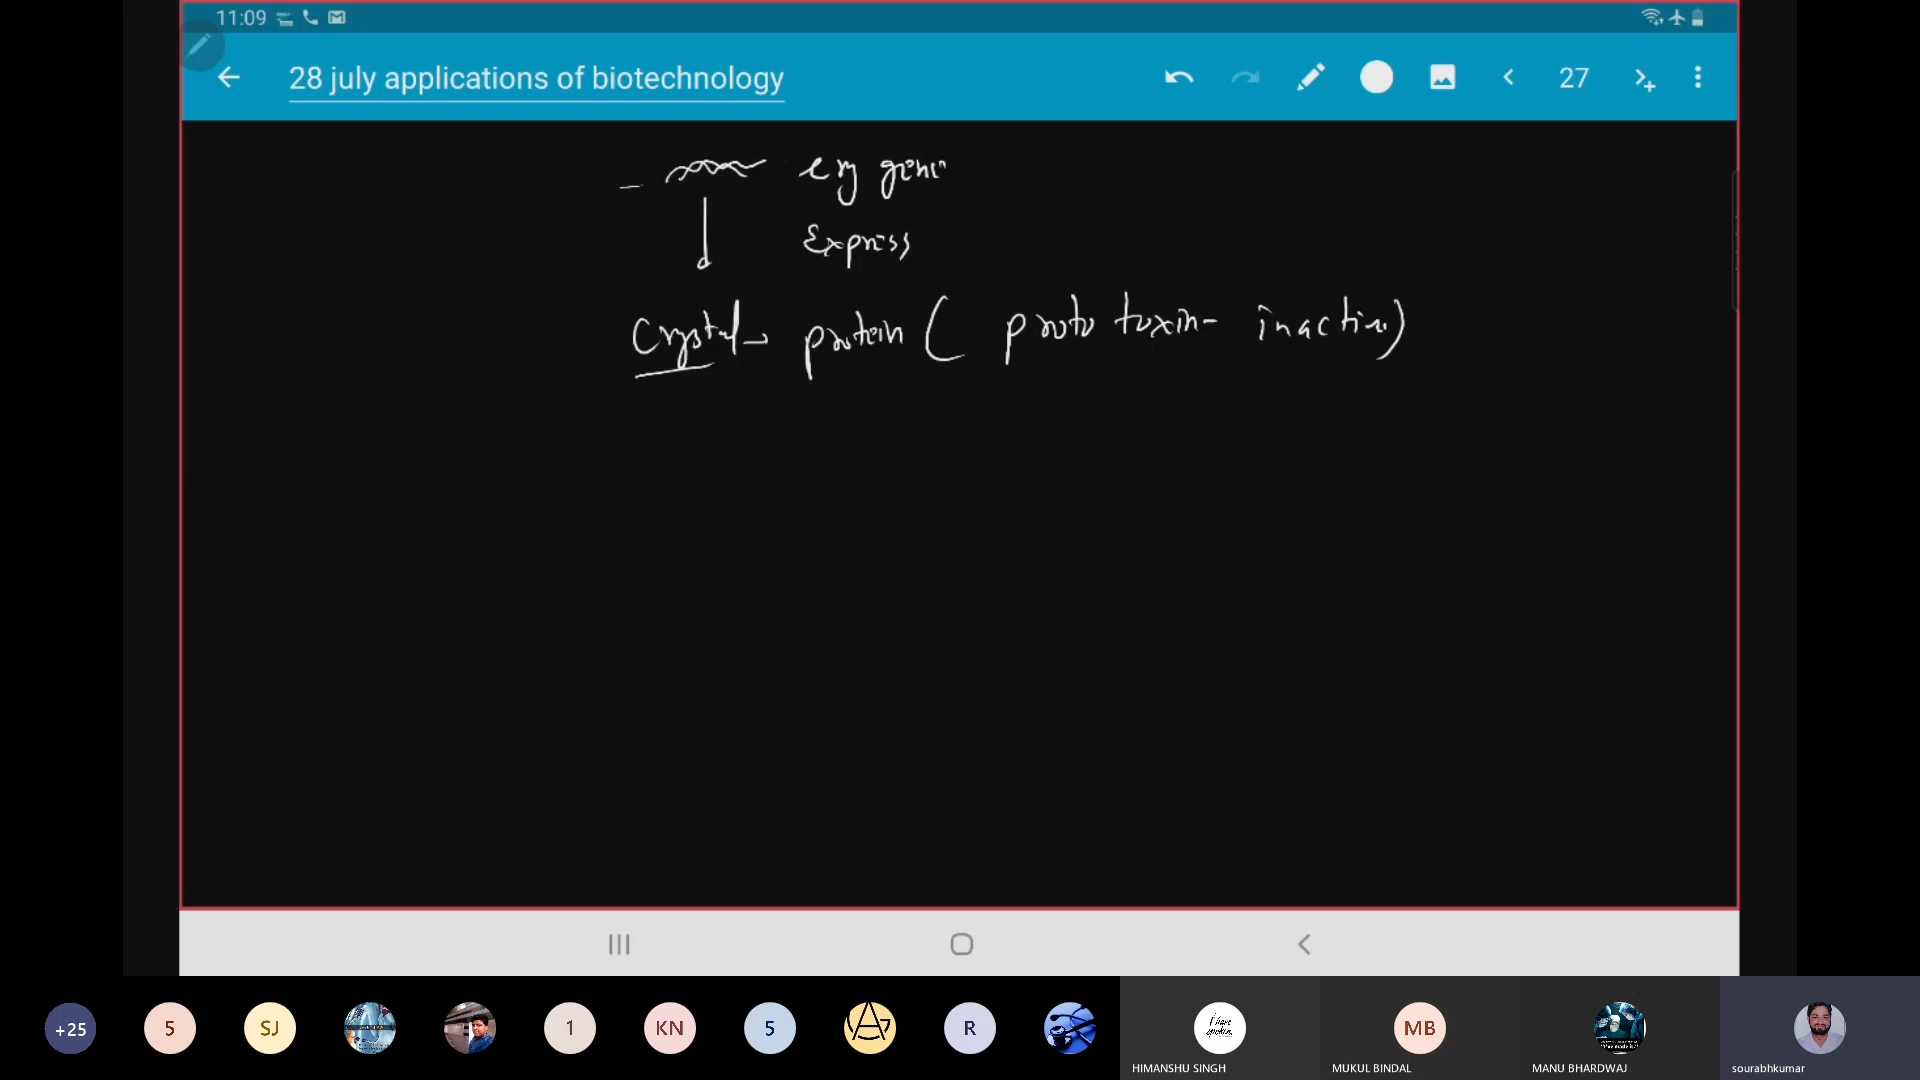 11:09
28 july applications of biotechnology
27
cry gene
Express
Crystal protein ( proto toxin - inactive)
+25
5
SJ
1
KN
5
R
MB
HIMANSHU SINGH
MUKUL BINDAL
MANU BHARDWAJ
sourabhkumar